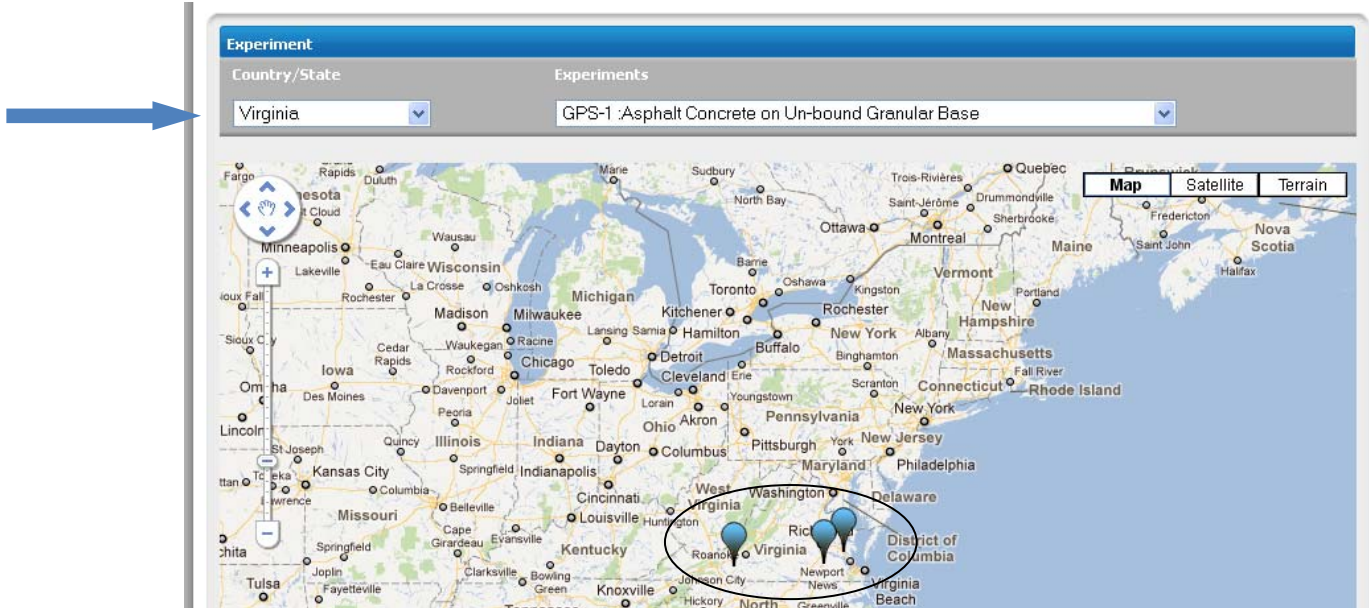 Experiment
Country/State Experiments
Virginia GPS-1 :Asphalt Concrete on Un-bound Granular Base
Map Satellite Terrain
Fargo Rapids Duluth Marie Sudbury North Bay Trois-Rivières Quebec
St Cloud Saint-Jérôme Drummondville Fredericton
Minneapolis Wausau Ottawa Montreal Sherbrooke Maine Saint John Nova Scotia
Lakeville Eau Claire Wisconsin Barrie Vermont Halifax
Rochester La Crosse Oshkosh Michigan Toronto Oshawa Kingston Portland
Madison Milwaukee Kitchener Rochester New Hampshire
Lansing Sarnia Hamilton New York Albany
Cedar Rapids Waukegan Racine Buffalo Binghamton Massachusetts
Iowa Rockford Chicago Detroit Fall River
Toledo Cleveland Erie Scranton Connecticut Rhode Island
Des Moines Davenport Joliet Fort Wayne Lorain Youngstown
Peoria Akron New York
Lincoln Ohio Pennsylvania
Quincy Illinois Indiana Dayton Columbus Pittsburgh York New Jersey
St Joseph Maryland Philadelphia
Kansas City Springfield Indianapolis
Columbia Cincinnati West Virginia Washington Delaware
Missouri Belleville Louisville Huntington
Cape Girardeau Evansville District of Columbia
Springfield Kentucky Roanoke Virginia
Joplin Clarksville Bowling Green Johnson City Newport News Virginia Beach
Tulsa Fayetteville Knoxville
Hickory North Greenville